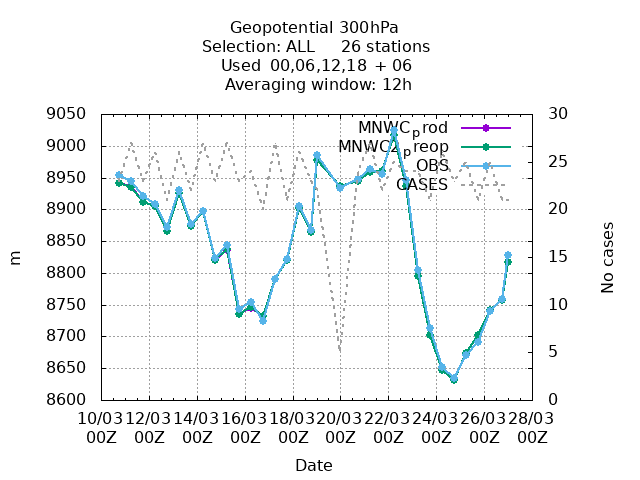 Geopotential 300hPa
Selection: ALL 26 stations
Used 00,06,12,18 + 06
Averaging window: 12h
9050
9000
8950
8900
8850
8800
8750
8700
8650
8600
m
30
25
20
15
10
5
0
No cases
MNWCprod
MNWC2preop
OBS
CASES
10/03 12/03 14/03 16/03 18/03 20/03 22/03 24/03 26/03 28/03
00Z 00Z 00Z 00Z 00Z 00Z 00Z 00Z 00Z 00Z
Date